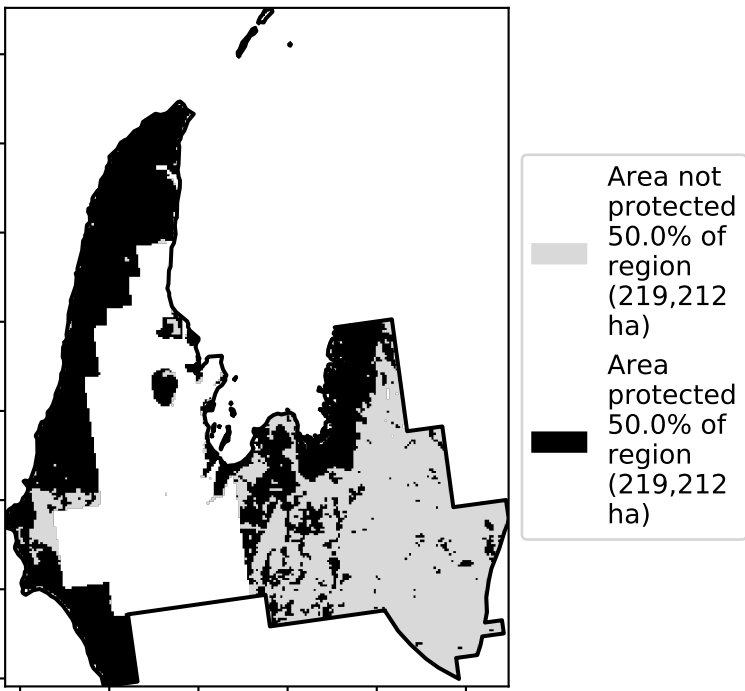 Area not
protected
50.0% of
region
(219,212
ha)
Area
protected
50.0% of
region
(219,212
ha)